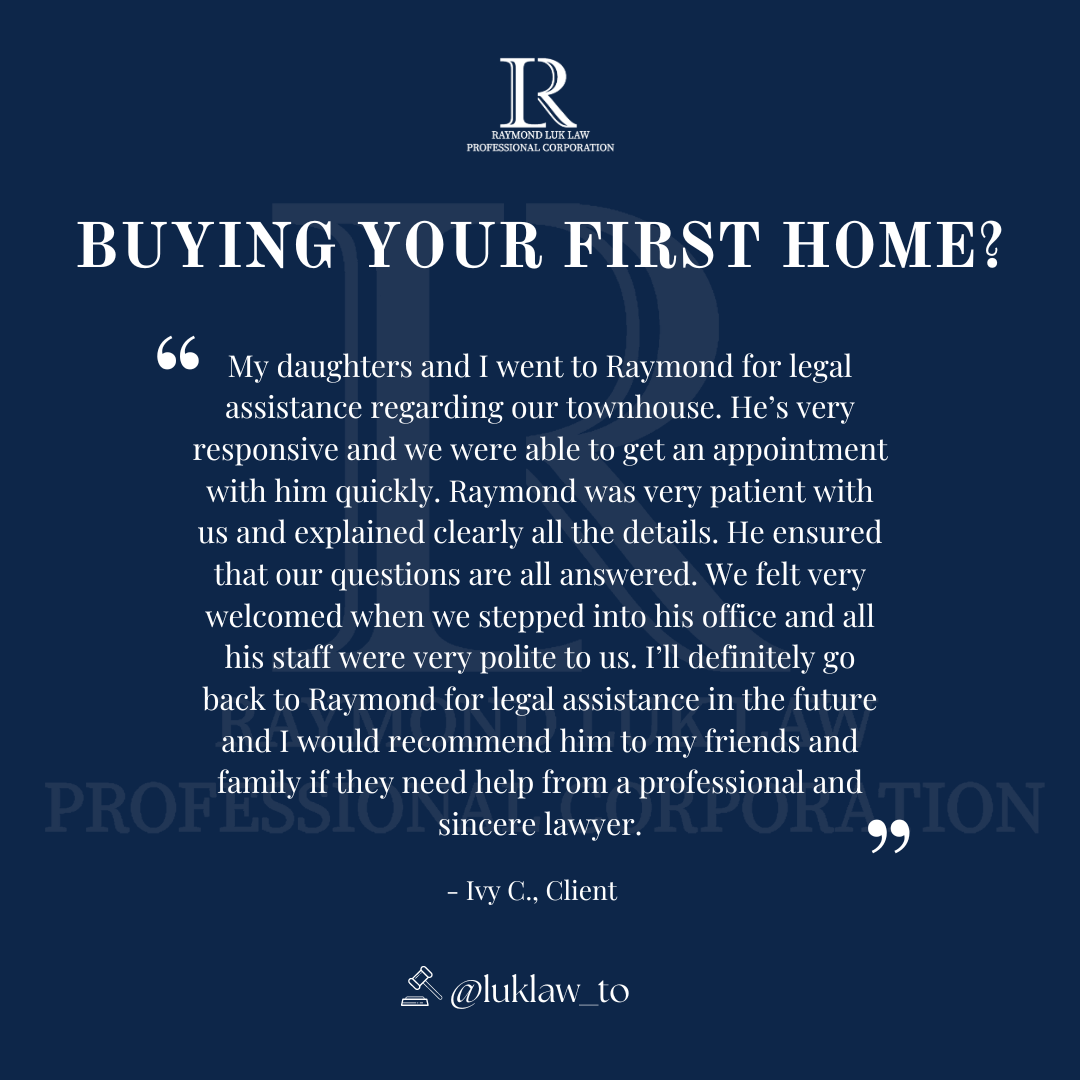 R
RAYMOND LUK LAW
PROFESSIONAL CORPORATION
BUYING YOUR FIRST HOME?
“ My daughters and I went to Raymond for legal
assistance regarding our townhouse. He’s very
responsive and we were able to get an appointment
with him quickly. Raymond was very patient with
us and explained clearly all the details. He ensured
that our questions are all answered. We felt very
welcomed when we stepped into his office and all
his staff were very polite to us. I’ll definitely go
back to Raymond for legal assistance in the future
and I would recommend him to my friends and
family if they need help from a professional and
sincere lawyer. ”
- Ivy C., Client
@luklaw_to
R
RAYMOND LUK LAW
PROFESSIONAL CORPORATION